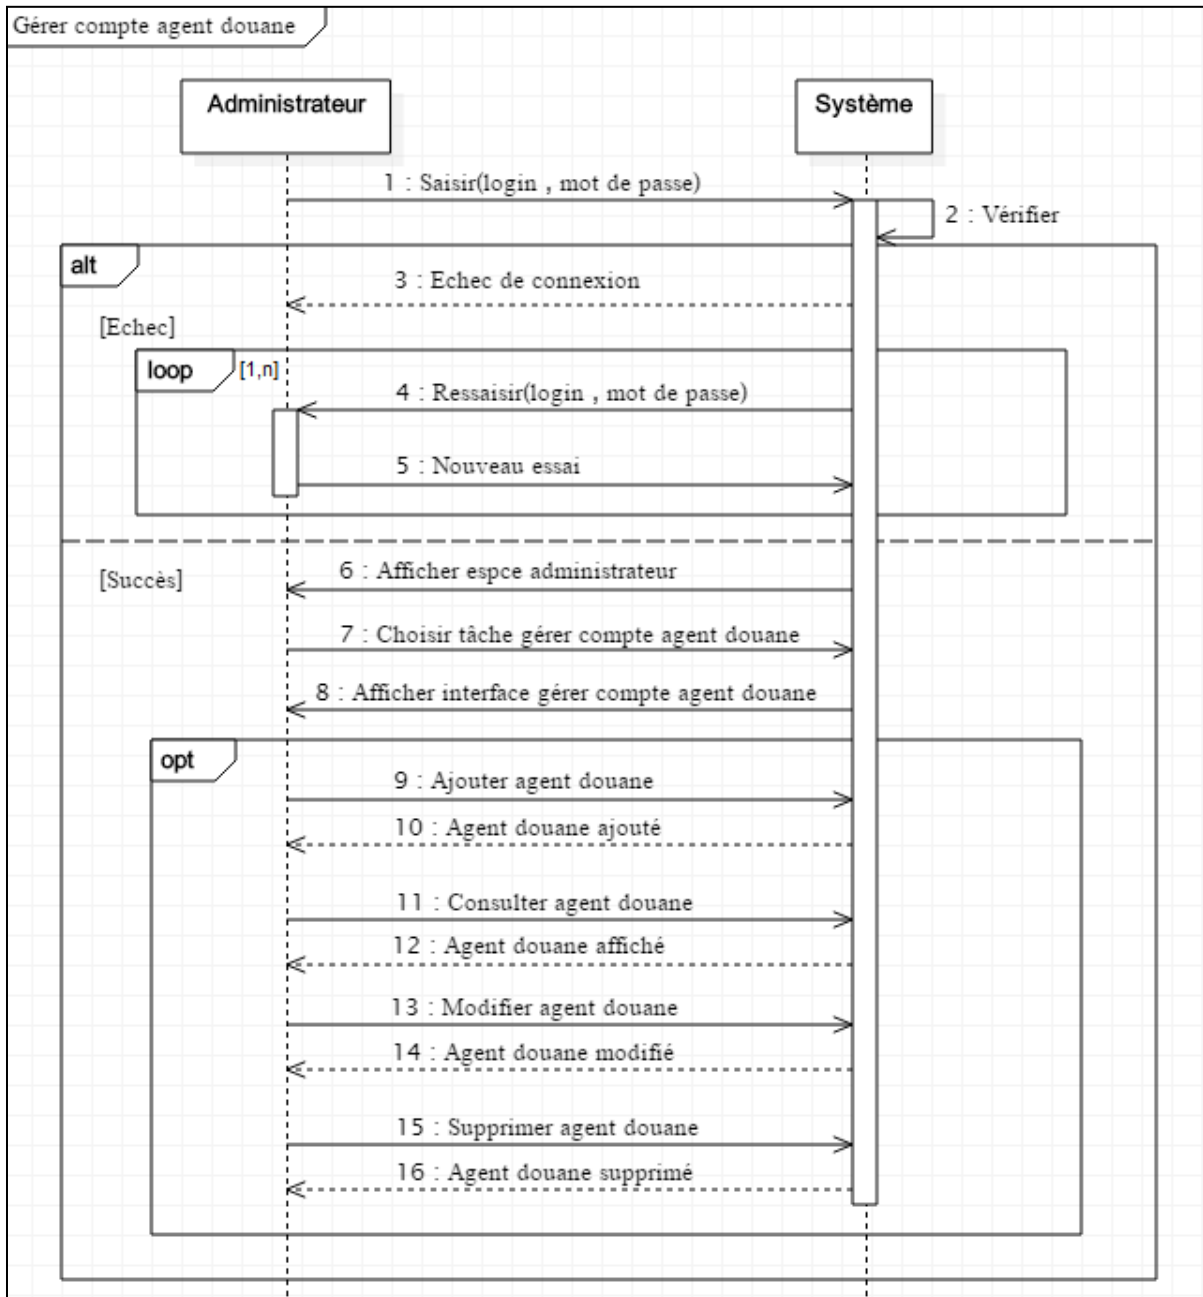 Gérer compte agent douane
Administrateur
Système
1 : Saisir(login , mot de passe)
2 : Vérifier
alt
3 : Echec de connexion
[Echec]
loop
[1,n]
4 : Ressaisir(login , mot de passe)
5 : Nouveau essai
6 : Afficher espce administrateur
[Succès]
7 : Choisir tâche gérer compte agent douane
8 : Afficher interface gérer compte agent douane
opt
9 : Ajouter agent douane
10 : Agent douane ajouté
11 : Consulter agent douane
12 : Agent douane affiché
13 : Modifier agent douane
14 : Agent douane modifié
15 : Supprimer agent douane
16 : Agent douane supprimé